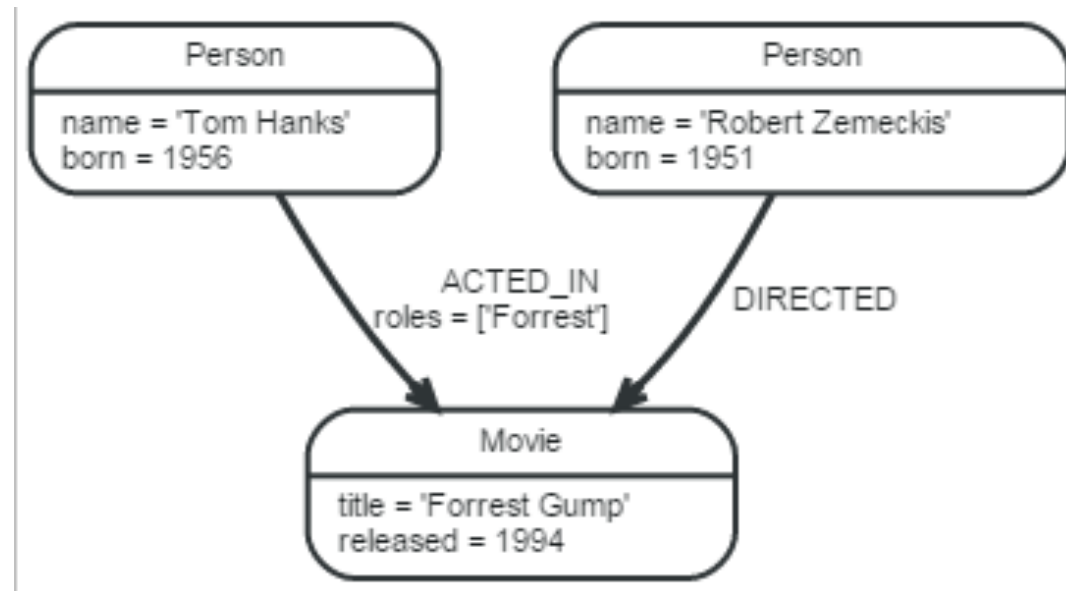 Person
name = 'Tom Hanks'
born = 1956
Person
name = 'Robert Zemeckis'
born = 1951
ACTED_IN
roles = ['Forrest']
DIRECTED
Movie
title = 'Forrest Gump'
released = 1994